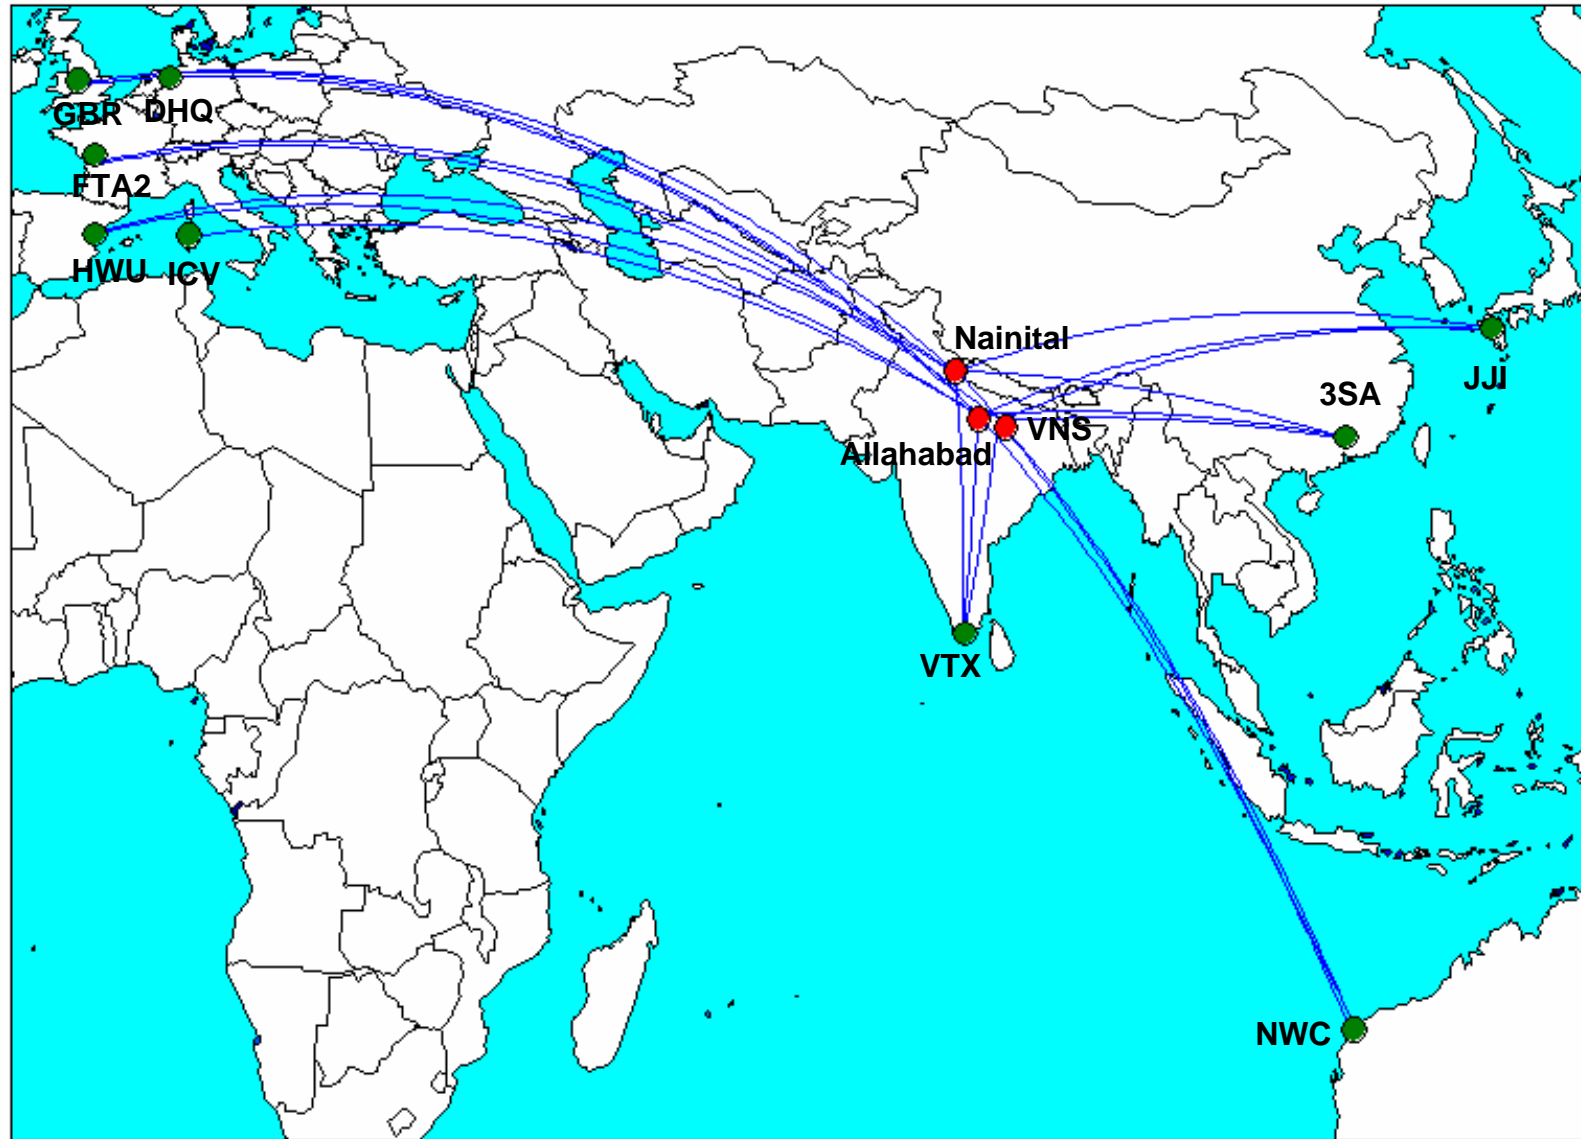 GBR
DHQ
FTA2
HWU
ICV
Nainital
JJI
3SA
VNS
Allahabad
VTX
NWC